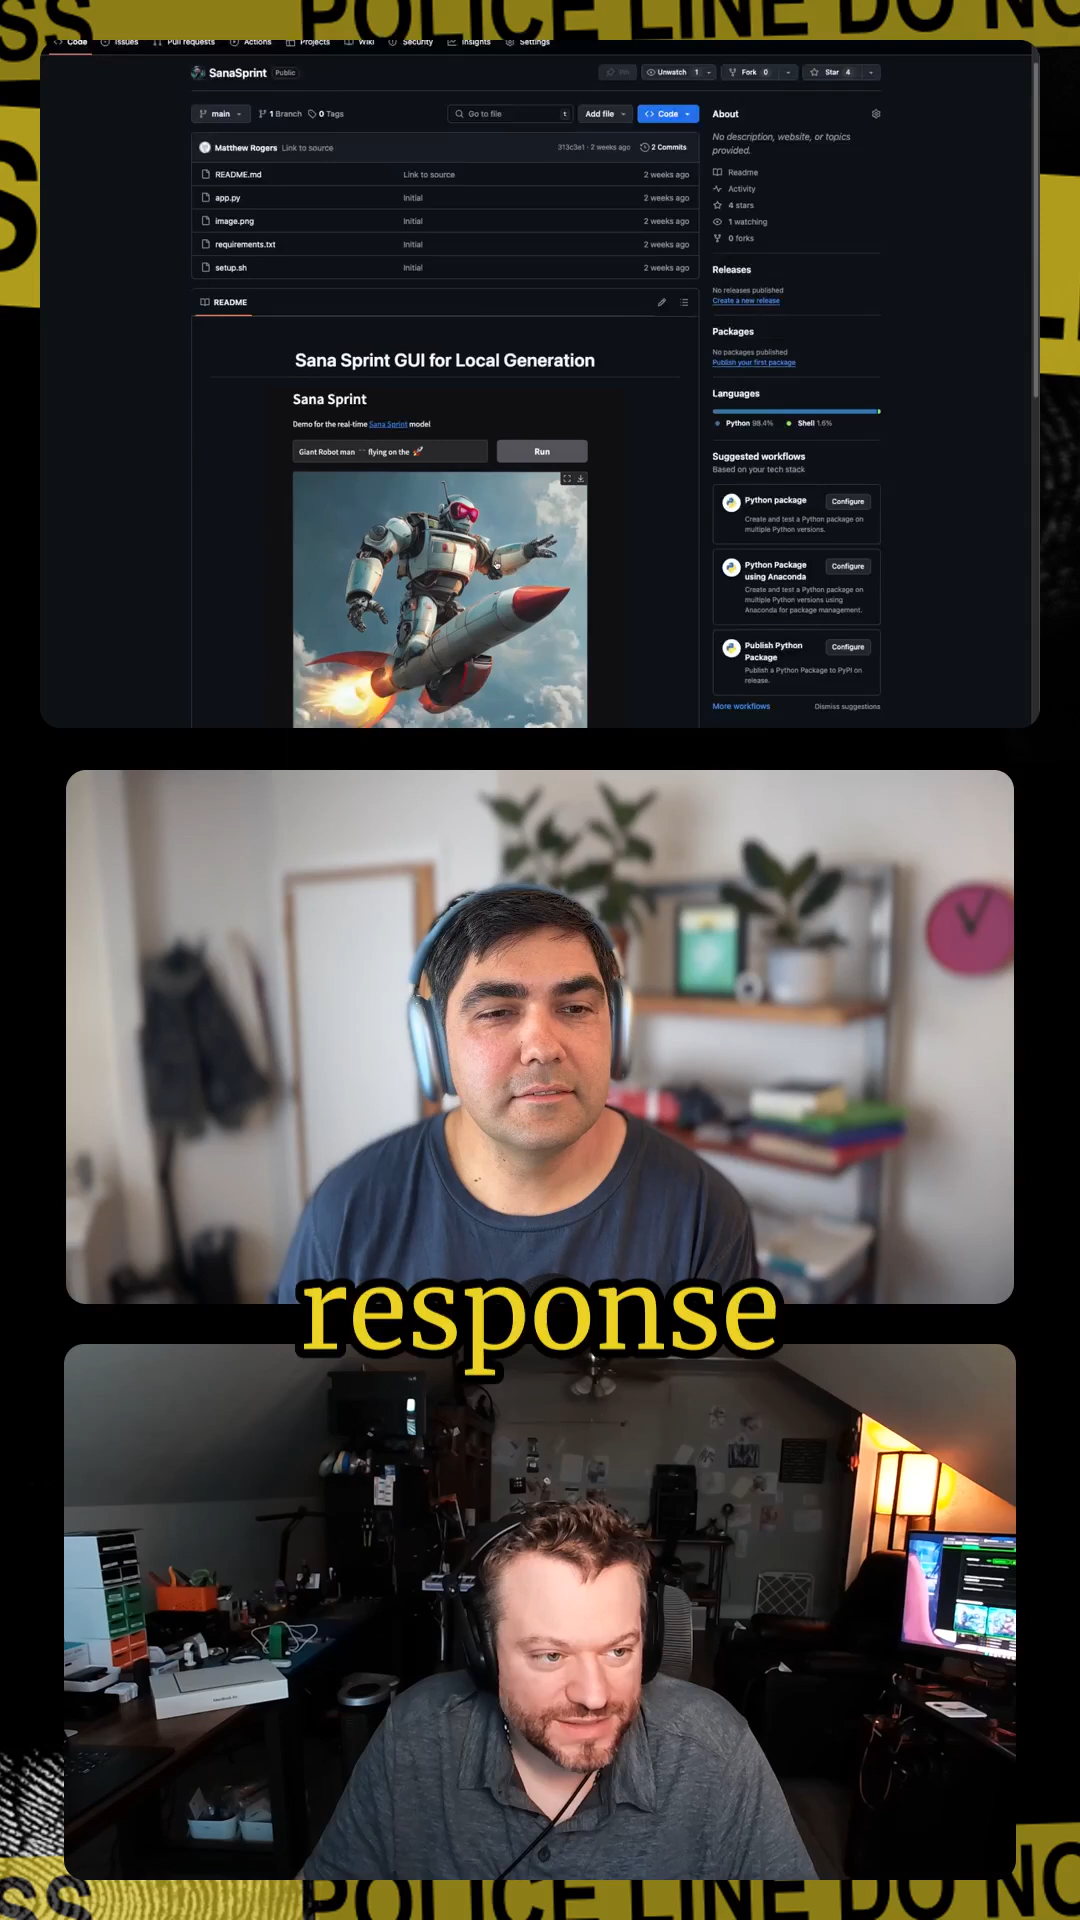 SS POLICE LINE DO NO
Code Issues Pull requests Actions Projects Wiki Security Insights Settings
SanaSprint Public
Unwatch 1 Fork 0 Star 4
main 1 Branch 0 Tags Go to file t Add file Code
Matthew Rogers Link to source 313c3e1 · 2 weeks ago 2 Commits
README.md Link to source 2 weeks ago
app.py Initial 2 weeks ago
image.png Initial 2 weeks ago
requirements.txt Initial 2 weeks ago
setup.sh Initial 2 weeks ago
README
Sana Sprint GUI for Local Generation
Sana Sprint
Demo for the real-time Sana Sprint model
Giant Robot man flying on the 🚀
Run
About
No description, website, or topics
provided.
Readme
Activity
4 stars
1 watching
0 forks
Releases
No releases published
Create a new release
Packages
No packages published
Publish your first package
Languages
Python 98.4% Shell 1.6%
Suggested workflows
Based on your tech stack
Python package Configure
Create and test a Python package on
multiple Python versions.
Python Package
using Anaconda
Configure
Create and test a Python package on
multiple Python versions using
Anaconda for package management.
Publish Python
Package
Configure
Publish a Python Package to PyPI on
release.
More workflows Dismiss suggestions
response
SS POLICE LINE DO NO